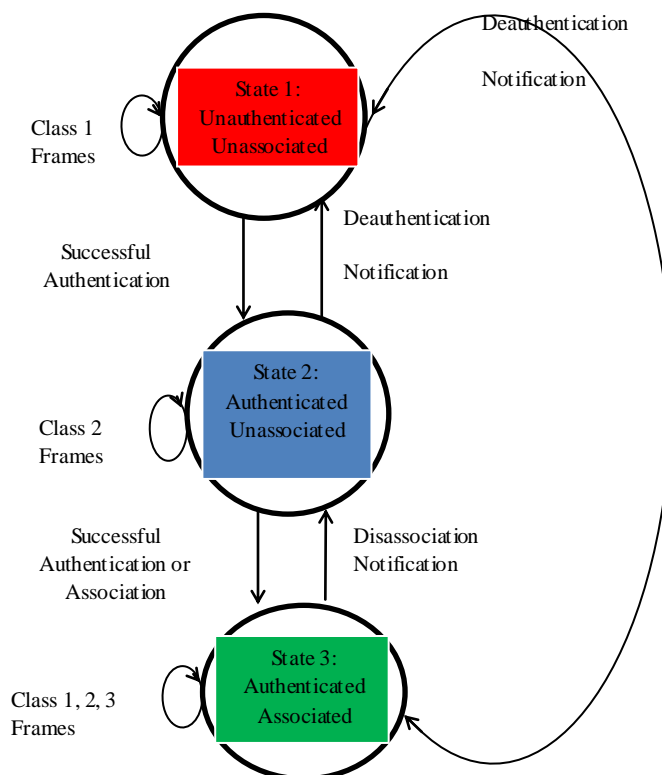 Deauthentication
Notification
State 1:
Unauthenticated
Unassociated
Class 1
Frames
Deauthentication
Notification
Successful
Authentication
State 2:
Authenticated
Unassociated
Class 2
Frames
Successful
Authentication or
Association
Disassociation
Notification
State 3:
Authenticated
Associated
Class 1, 2, 3
Frames